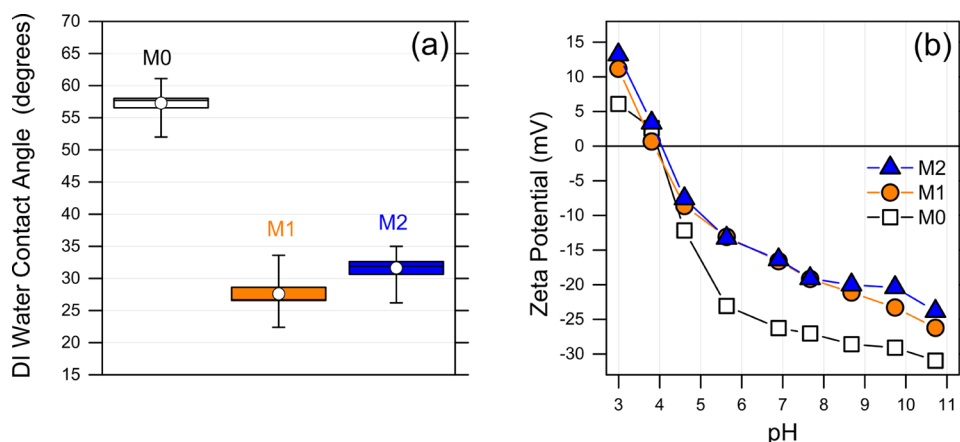 (a)
DI Water Contact Angle (degrees)
70
65
60
55
50
45
40
35
30
25
20
15
M0
M1
M2
(b)
Zeta Potential (mV)
15
10
5
0
-5
-10
-15
-20
-25
-30
M2
M1
M0
3 4 5 6 7 8 9 10 11
pH